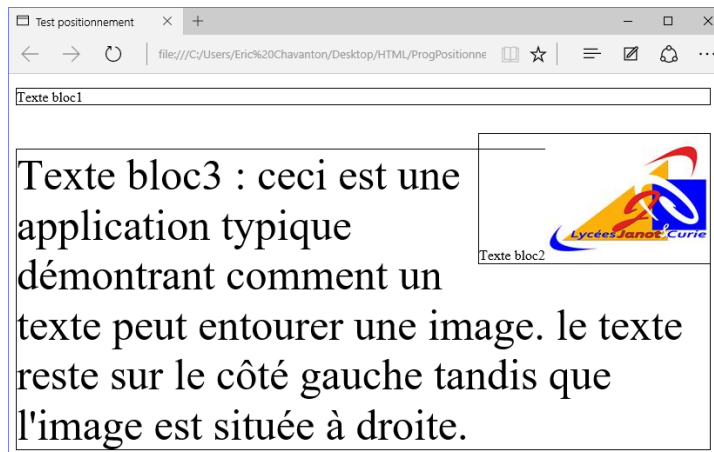 Test positionnement
file:///C:/Users/Eric%20Chavanton/Desktop/HTML/ProgPositionne
Texte bloc1
Texte bloc3 : ceci est une
application typique
démontrant comment un
texte peut entourer une image. le texte
reste sur le côté gauche tandis que
l'image est située à droite.
Texte bloc2
Lycées Janot & Curie